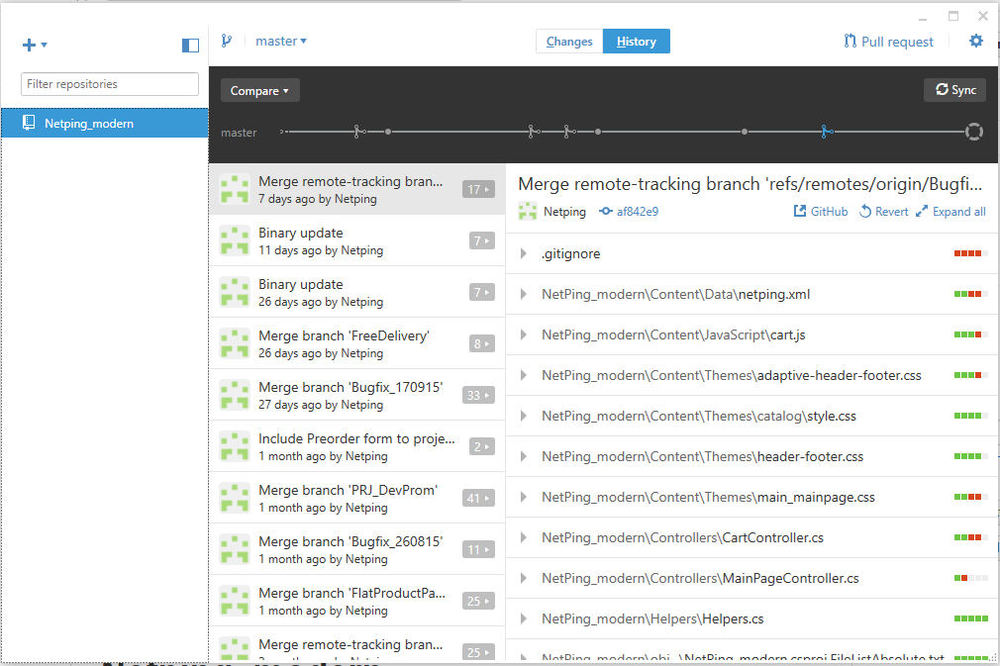 master
Changes
History
Pull request
Filter repositories
Netping_modern
Compare
Sync
master
Merge remote-tracking bran...
7 days ago by Netping
17
Binary update
11 days ago by Netping
7
Binary update
26 days ago by Netping
7
Merge branch 'FreeDelivery'
26 days ago by Netping
8
Merge branch 'Bugfix_170915'
27 days ago by Netping
33
Include Preorder form to proje...
1 month ago by Netping
2
Merge branch 'PRJ_DevProm'
1 month ago by Netping
41
Merge branch 'Bugfix_260815'
1 month ago by Netping
11
Merge branch 'FlatProductPa...
1 month ago by Netping
25
Merge remote-tracking bran...
25
Merge remote-tracking branch 'refs/remotes/origin/Bugfi...
Netping af842e9 GitHub Revert Expand all
.gitignore
NetPing_modern\Content\Data\netping.xml
NetPing_modern\Content\JavaScript\cart.js
NetPing_modern\Content\Themes\adaptive-header-footer.css
NetPing_modern\Content\Themes\catalog\style.css
NetPing_modern\Content\Themes\header-footer.css
NetPing_modern\Content\Themes\main_mainpage.css
NetPing_modern\Controllers\CartController.cs
NetPing_modern\Controllers\MainPageController.cs
NetPing_modern\Helpers\Helpers.cs
NetPing_modern\obj...\NetPing_modern.csproj.FileListAbsolute.txt